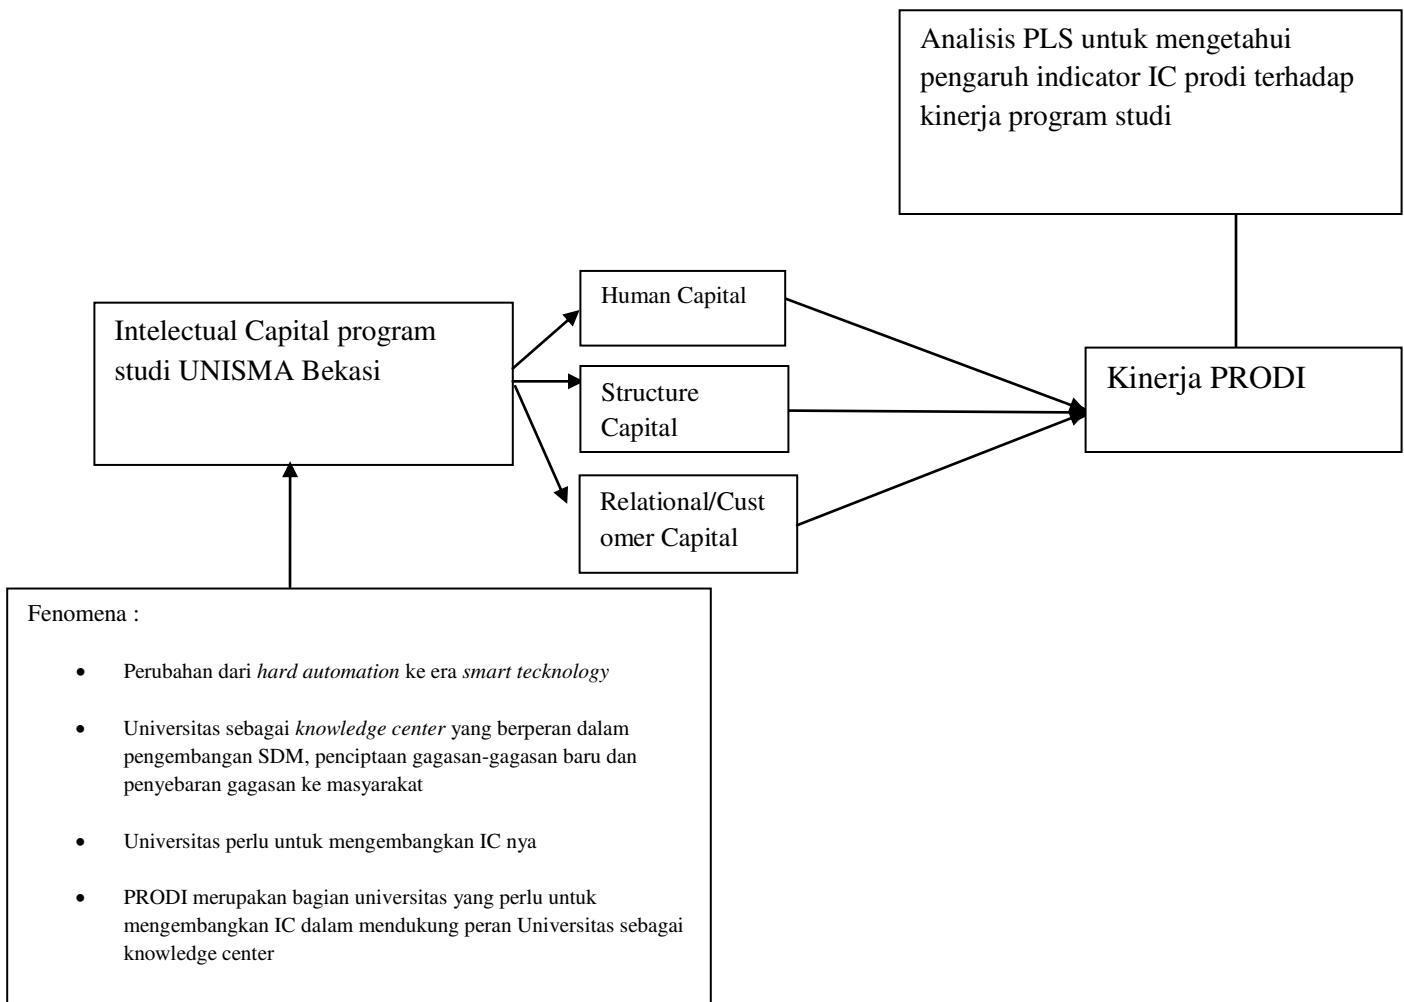 Analisis PLS untuk mengetahui
pengaruh indicator IC prodi terhadap
kinerja program studi
Human Capital
Intelectual Capital program
studi UNISMA Bekasi
Structure
Capital
Kinerja PRODI
Relational/Cust
omer Capital
Fenomena :
• Perubahan dari hard automation ke era smart tecknology
• Universitas sebagai knowledge center yang berperan dalam
pengembangan SDM, penciptaan gagasan-gagasan baru dan
penyebaran gagasan ke masyarakat
• Universitas perlu untuk mengembangkan IC nya
• PRODI merupakan bagian universitas yang perlu untuk
mengembangkan IC dalam mendukung peran Universitas sebagai
knowledge center